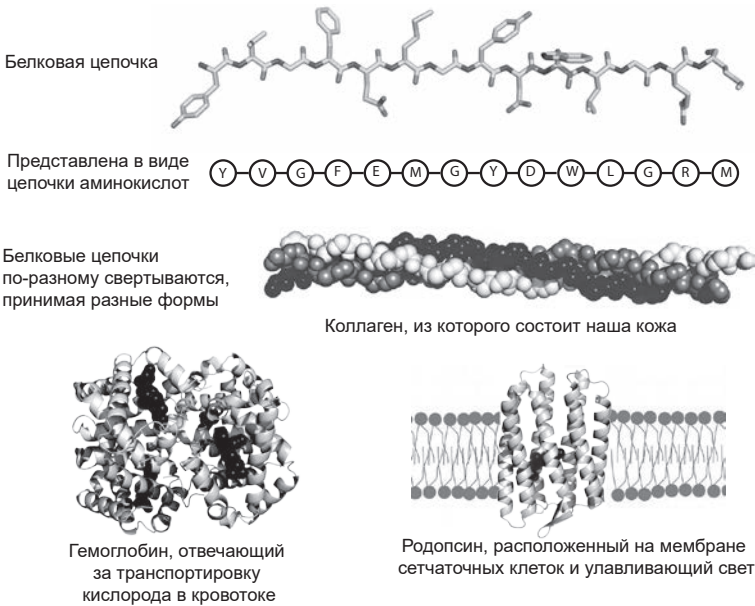 Белковая цепочка
Представлена в виде
цепочки аминокислот
Y V G F E M G Y D W L G R M
Белковые цепочки
по-разному свертываются,
принимая разные формы
Коллаген, из которого состоит наша кожа
Гемоглобин, отвечающий
за транспортировку
кислорода в кровотоке
Родопсин, расположенный на мембране
сетчаточных клеток и улавливающий свет